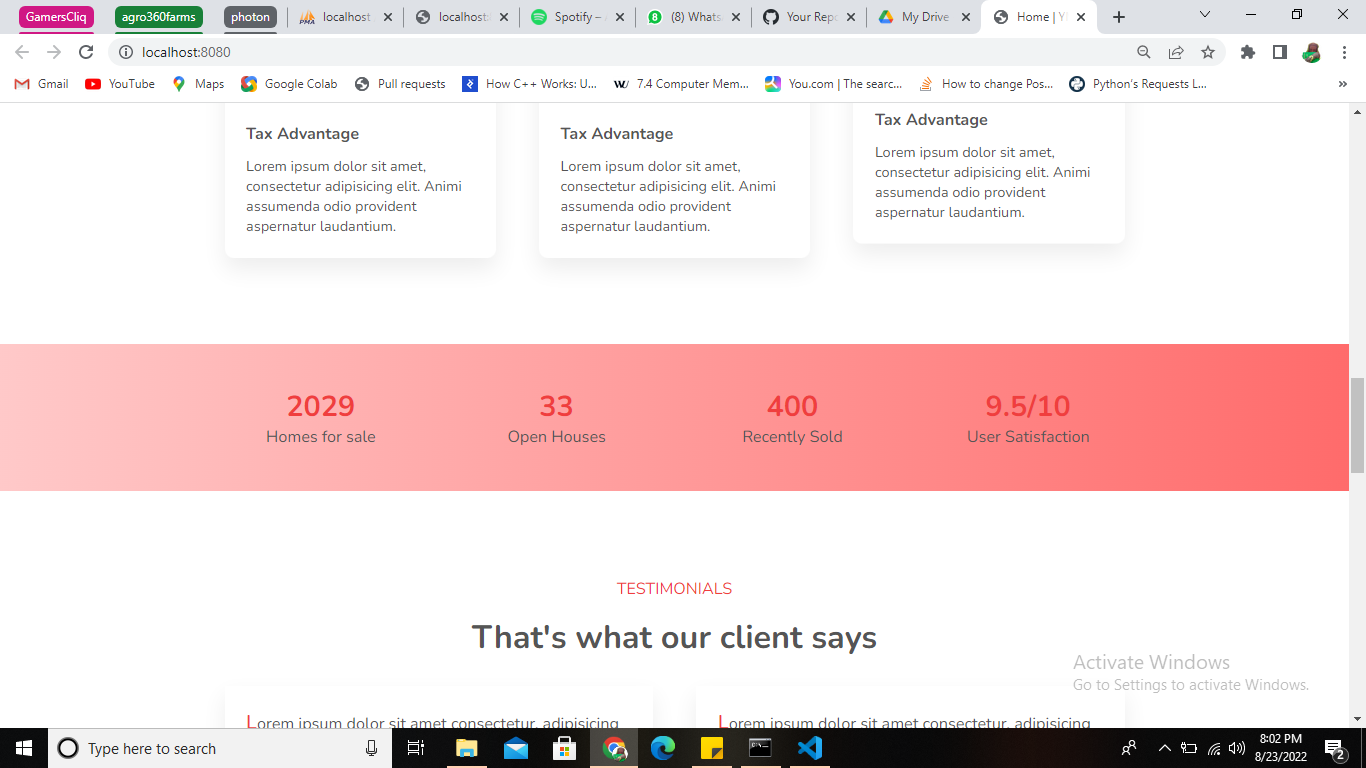 GamersCliq agro360farms photon localhost localhost: Spotify – (8) Whats Your Repo My Drive Home | Y
localhost:8080
Gmail YouTube Maps Google Colab Pull requests How C++ Works: U... 7.4 Computer Mem... You.com | The searc... How to change Pos... Python's Requests L... »
Tax Advantage
Lorem ipsum dolor sit amet,
consectetur adipisicing elit. Animi
assumenda odio provident
aspernatur laudantium.
Tax Advantage
Lorem ipsum dolor sit amet,
consectetur adipisicing elit. Animi
assumenda odio provident
aspernatur laudantium.
Tax Advantage
Lorem ipsum dolor sit amet,
consectetur adipisicing elit. Animi
assumenda odio provident
aspernatur laudantium.
2029
Homes for sale
33
Open Houses
400
Recently Sold
9.5/10
User Satisfaction
TESTIMONIALS
That's what our client says
Lorem ipsum dolor sit amet consectetur, adipisicing
Lorem ipsum dolor sit amet consectetur, adipisicing
Activate Windows
Go to Settings to activate Windows.
Type here to search
8:02 PM
8/23/2022
2